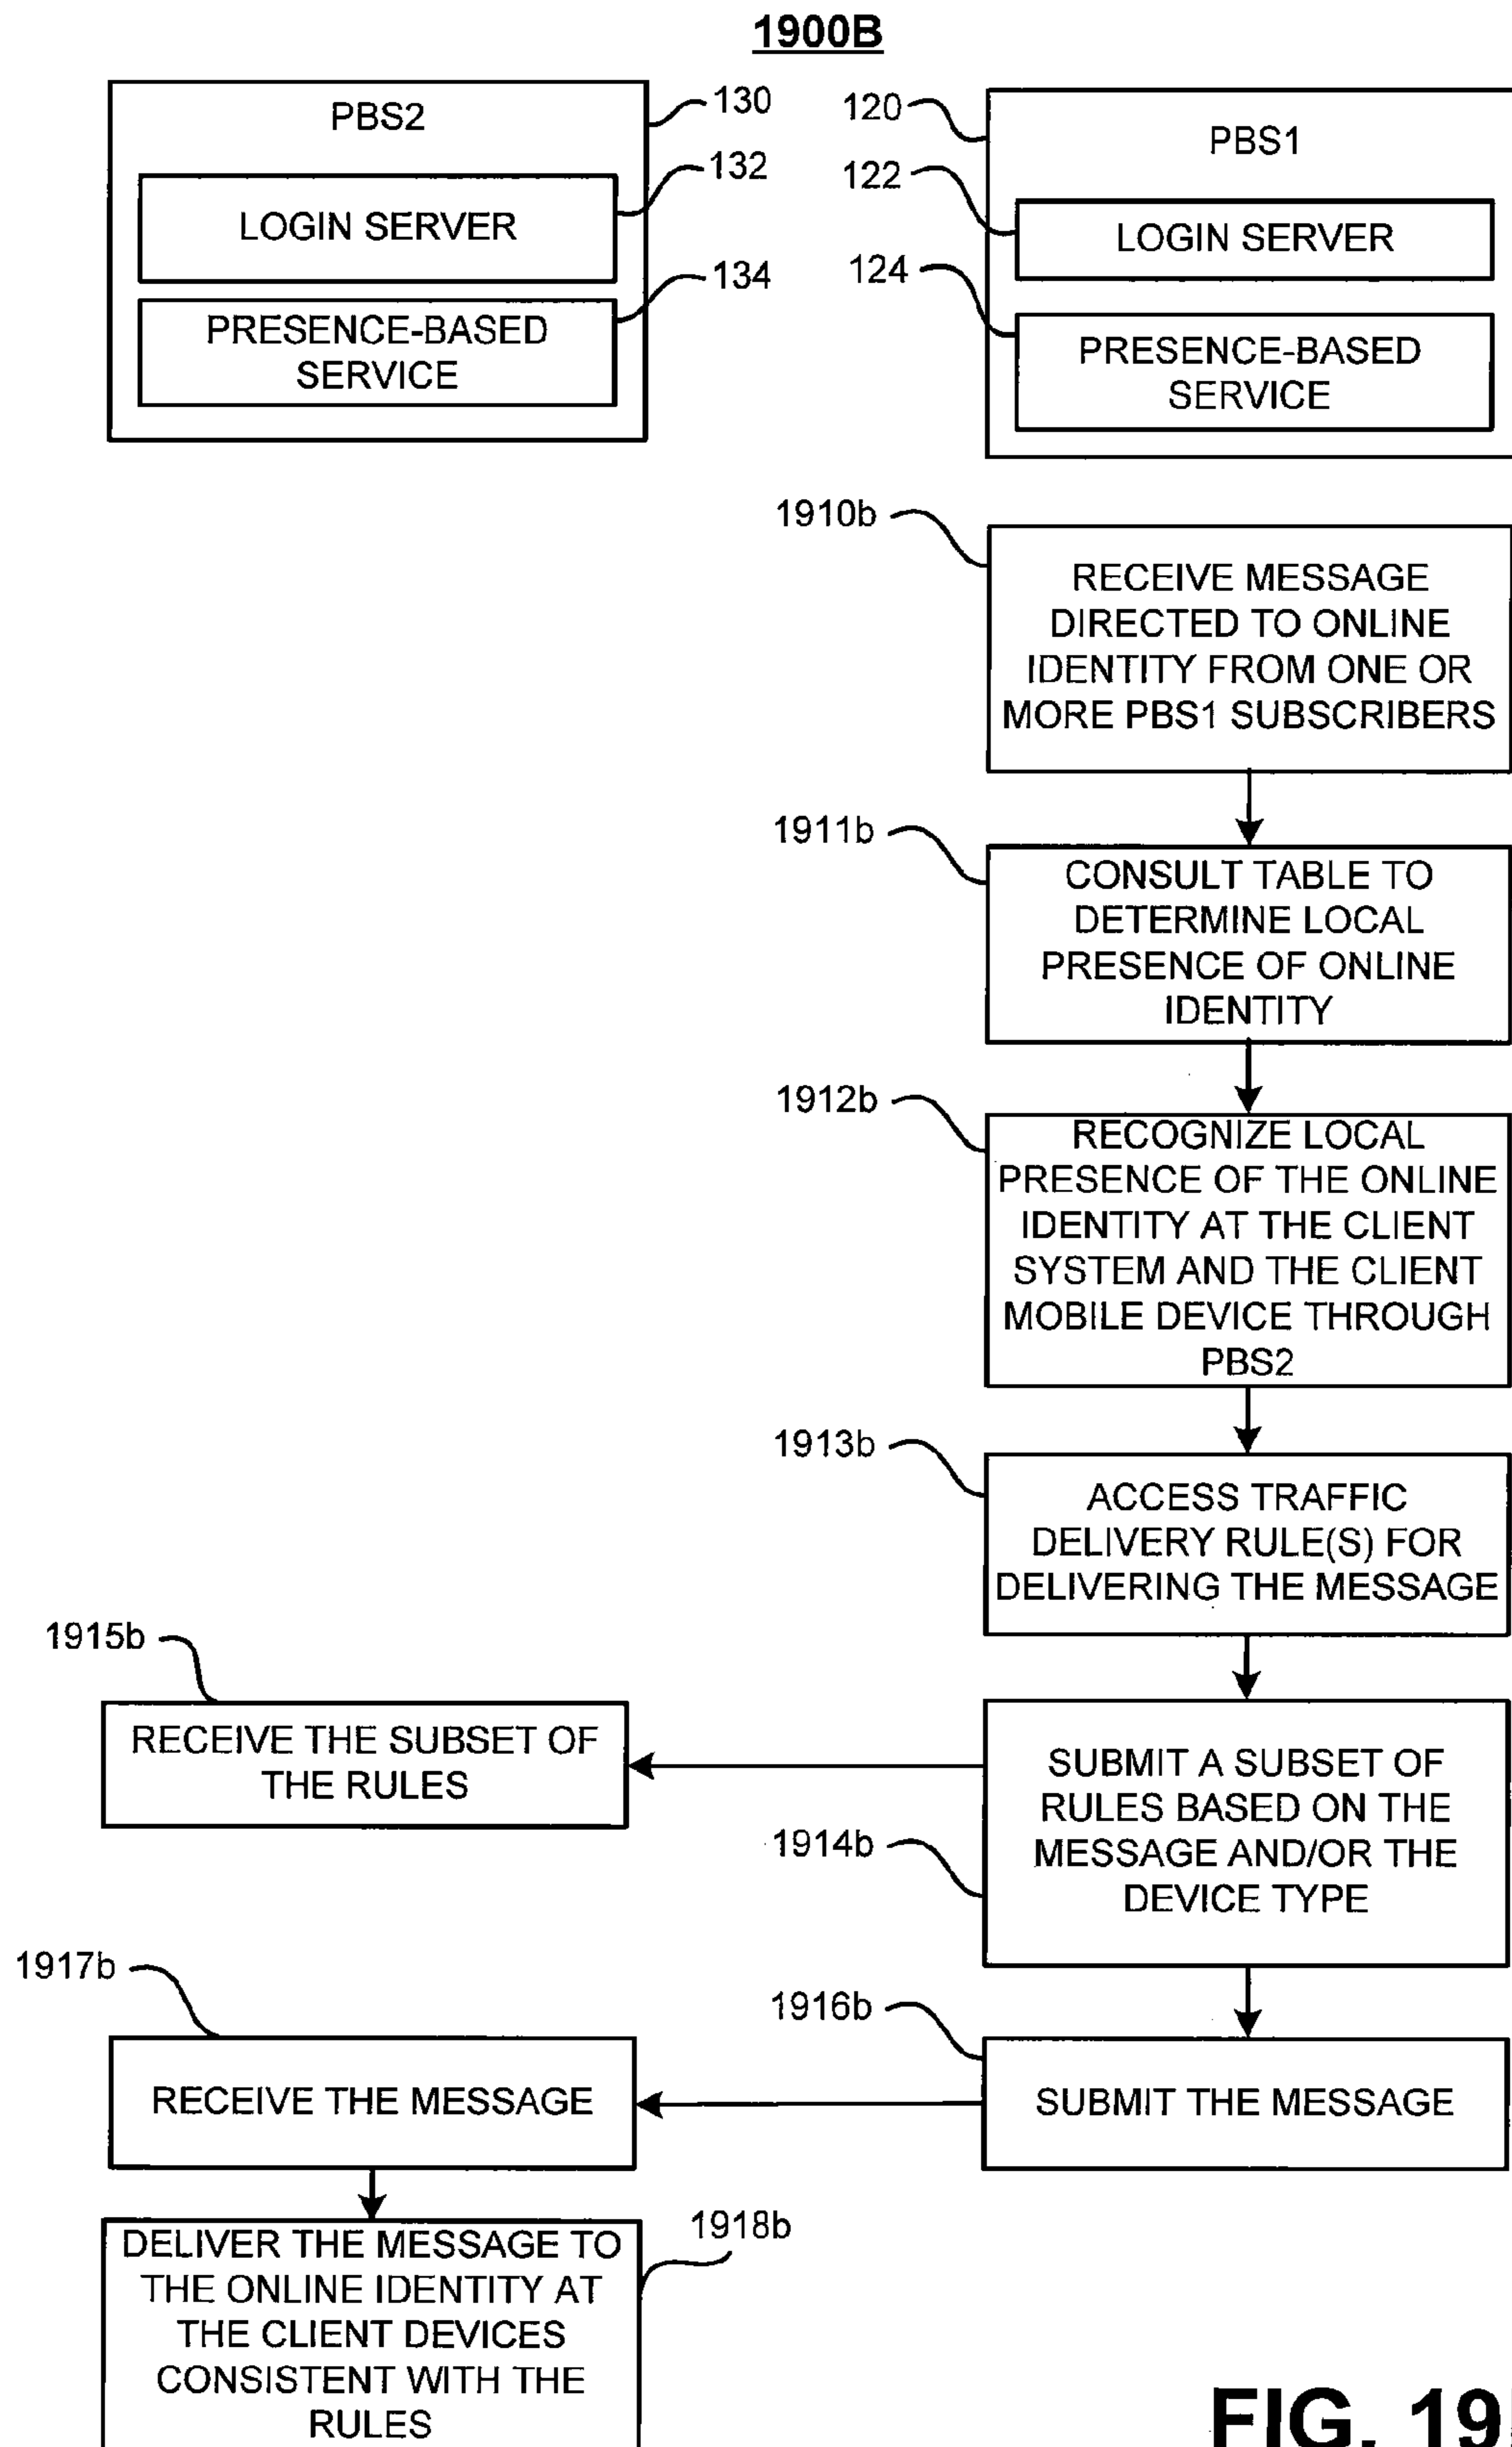 1900B
PBS2
130
LOGIN SERVER
132
PRESENCE-BASED
SERVICE
134
120
PBS1
122
LOGIN SERVER
124
PRESENCE-BASED
SERVICE
1910b
RECEIVE MESSAGE
DIRECTED TO ONLINE
IDENTITY FROM ONE OR
MORE PBS1 SUBSCRIBERS
1911b
CONSULT TABLE TO
DETERMINE LOCAL
PRESENCE OF ONLINE
IDENTITY
1912b
RECOGNIZE LOCAL
PRESENCE OF THE ONLINE
IDENTITY AT THE CLIENT
SYSTEM AND THE CLIENT
MOBILE DEVICE THROUGH
PBS2
1913b
ACCESS TRAFFIC
DELIVERY RULE(S) FOR
DELIVERING THE MESSAGE
1915b
RECEIVE THE SUBSET OF
THE RULES
1914b
SUBMIT A SUBSET OF
RULES BASED ON THE
MESSAGE AND/OR THE
DEVICE TYPE
1917b
RECEIVE THE MESSAGE
1916b
SUBMIT THE MESSAGE
1918b
DELIVER THE MESSAGE TO
THE ONLINE IDENTITY AT
THE CLIENT DEVICES
CONSISTENT WITH THE
RULES
FIG. 19